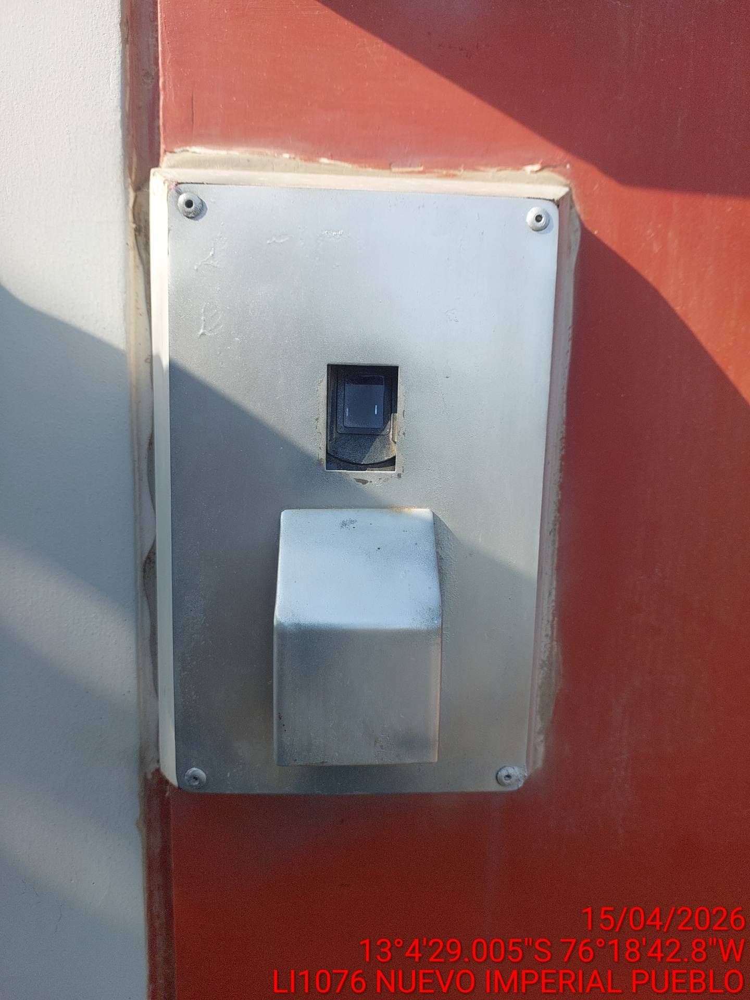 15/04/2026
13°4'29.005"S 76°18'42.8"W
LI1076 NUEVO IMPERIAL PUEBLO